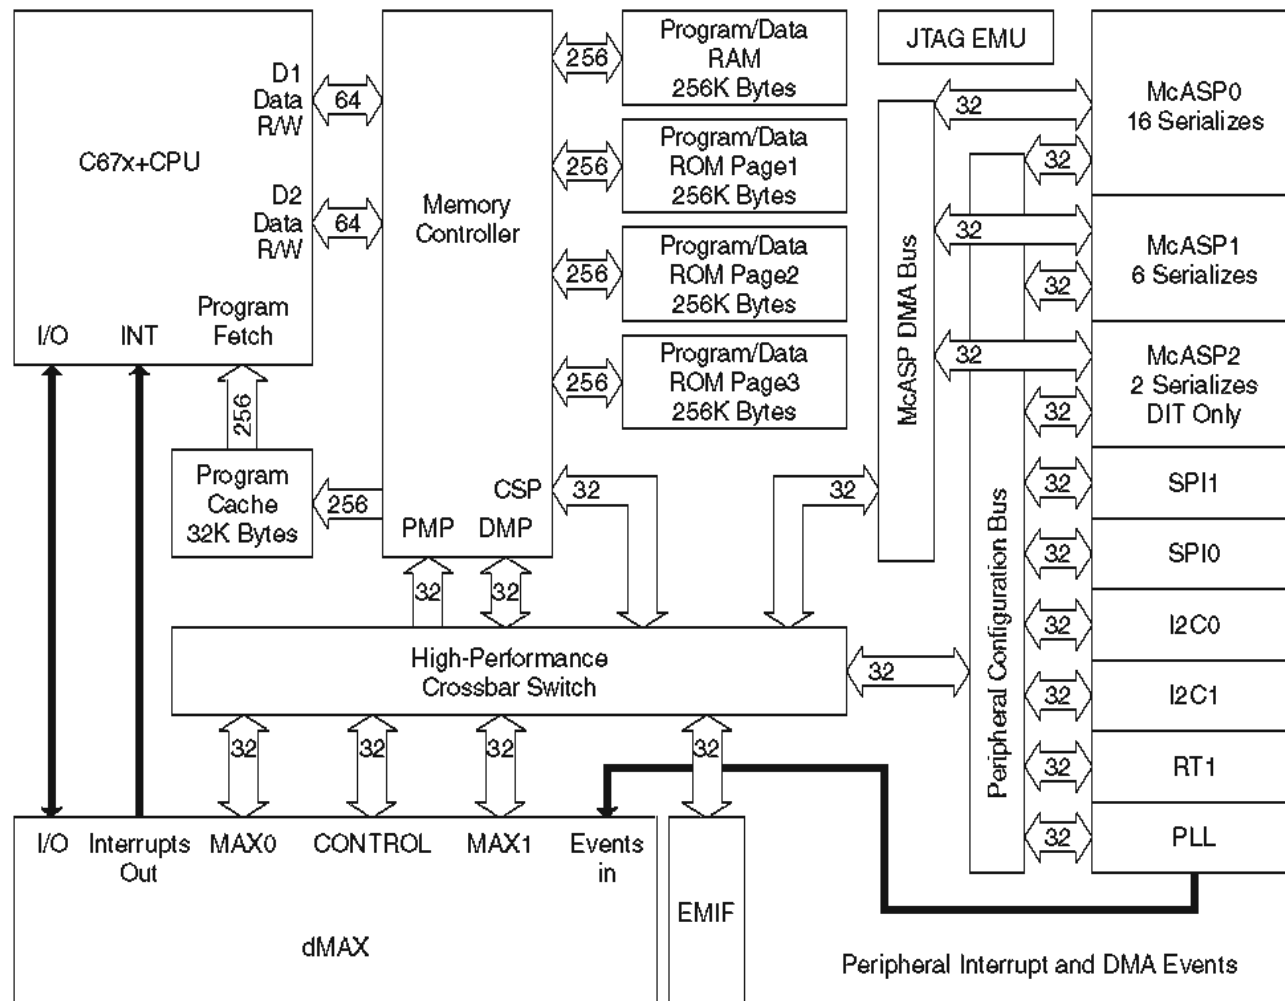 C67x+CPU
D1
Data
R/W
64
D2
Data
R/W
64
I/O
INT
Program
Fetch
256
Program
Cache
32K Bytes
256
Memory
Controller
CSP
PMP
DMP
32
32
32
256
Program/Data
RAM
256K Bytes
256
Program/Data
ROM Page1
256K Bytes
256
Program/Data
ROM Page2
256K Bytes
256
Program/Data
ROM Page3
256K Bytes
JTAG EMU
McASP DMA Bus
32
32
32
32
Peripheral Configuration Bus
32
32
32
32
32
32
32
32
32
32
McASP0
16 Serializes
McASP1
6 Serializes
McASP2
2 Serializes
DIT Only
SPI1
SPI0
I2C0
I2C1
RT1
PLL
High-Performance
Crossbar Switch
32
32
32
32
I/O
Interrupts
Out
MAX0
CONTROL
MAX1
Events
in
dMAX
EMIF
Peripheral Interrupt and DMA Events